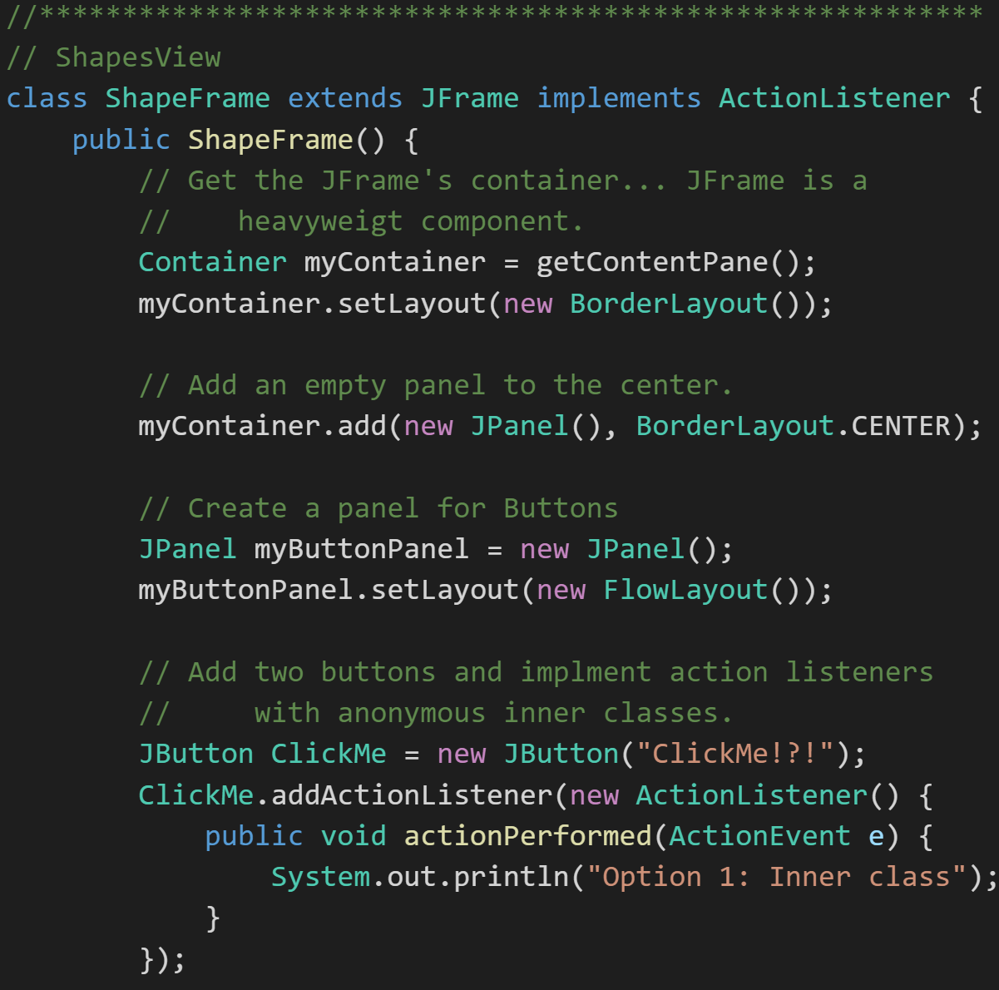 //*********************************************************
// ShapesView
class ShapeFrame extends JFrame implements ActionListener {
    public ShapeFrame() {
        // Get the JFrame's container... JFrame is a
        //    heavyweigt component.
        Container myContainer = getContentPane();
        myContainer.setLayout(new BorderLayout());

        // Add an empty panel to the center.
        myContainer.add(new JPanel(), BorderLayout.CENTER);

        // Create a panel for Buttons
        JPanel myButtonPanel = new JPanel();
        myButtonPanel.setLayout(new FlowLayout());

        // Add two buttons and implment action listeners
        //     with anonymous inner classes.
        JButton ClickMe = new JButton("ClickMe!?!");
        ClickMe.addActionListener(new ActionListener() {
            public void actionPerformed(ActionEvent e) {
                System.out.println("Option 1: Inner class");
            }
        });